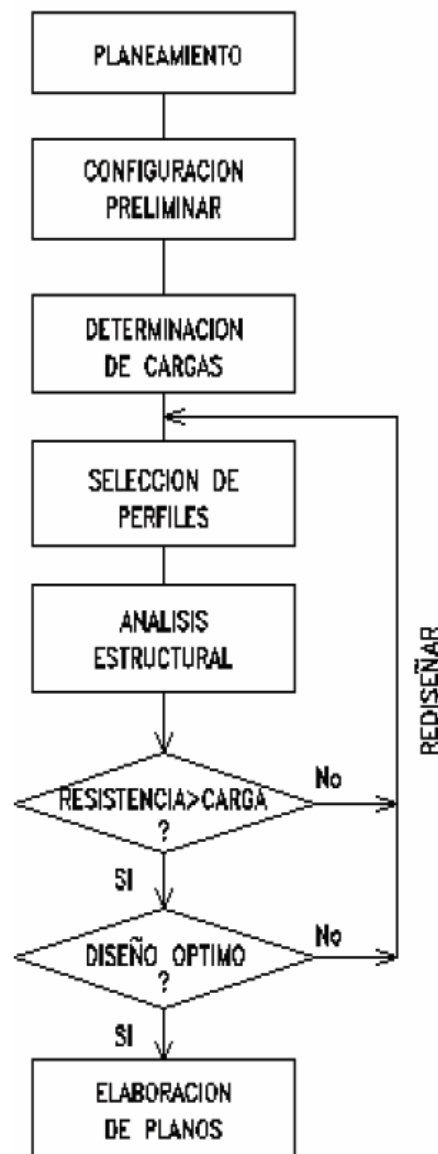 PLANEAMIENTO
CONFIGURACION
PRELIMINAR
DETERMINACION
DE CARGAS
SELECCION DE
PERFILES
ANALISIS
ESTRUCTURAL
REDISEÑAR
RESISTENCIA>CARGA
?
No
SI
DISEÑO OPTIMO
?
No
SI
ELABORACION
DE PLANOS